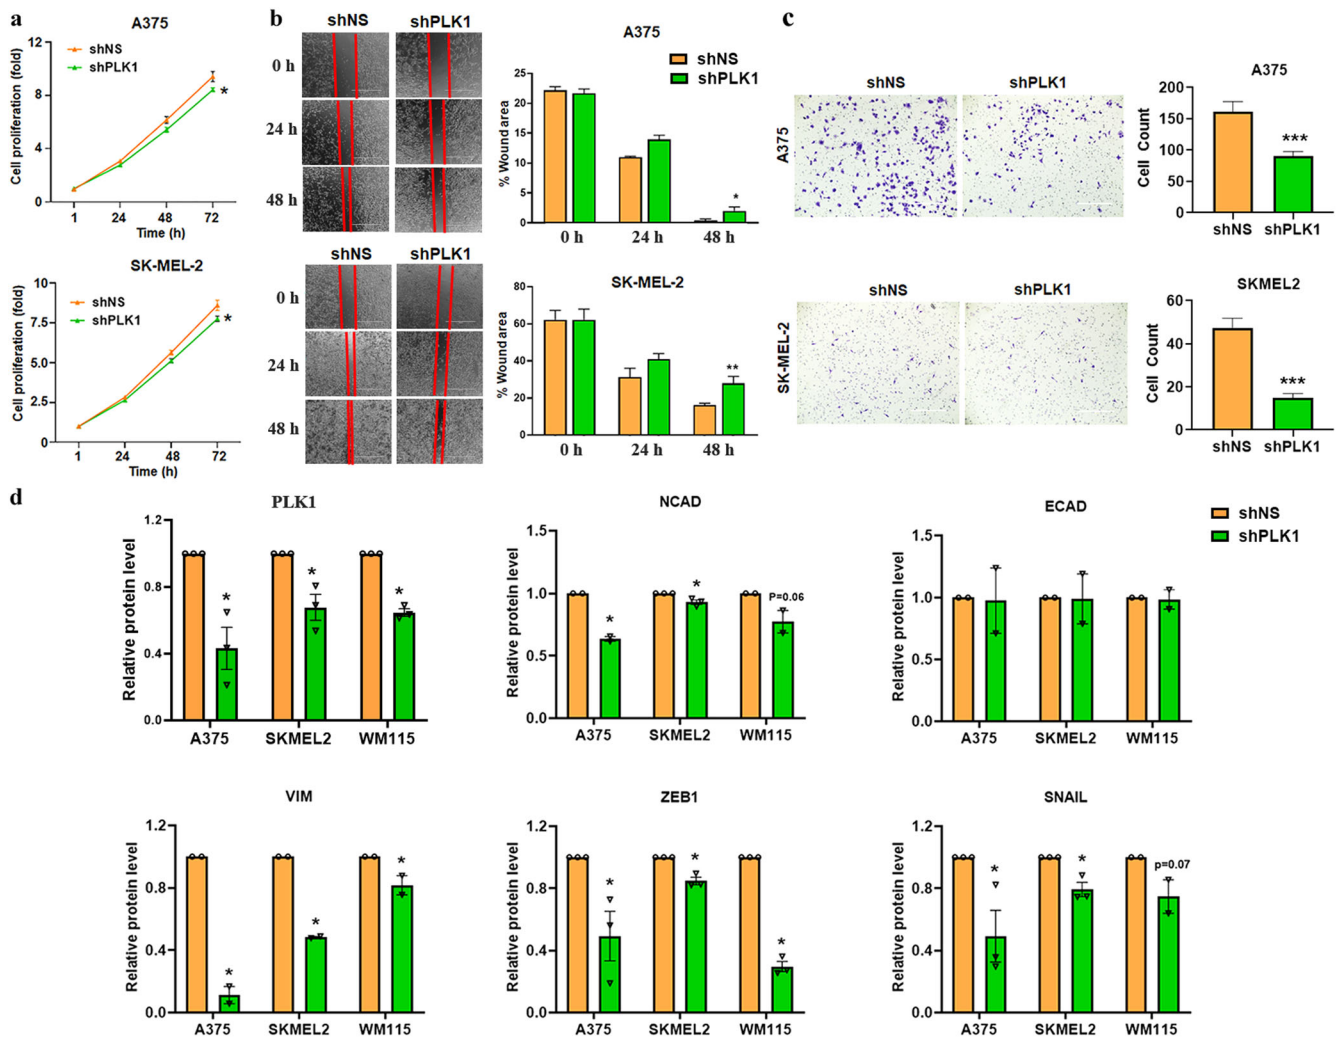 a
A375
Cell proliferation (fold)
12
8
4
0
shNS
shPLK1
*
1 24 48 72
Time (h)
SK-MEL-2
Cell proliferation (fold)
10
7.5
5.0
2.5
0
shNS
shPLK1
*
1 24 48 72
Time (h)
b
shNS shPLK1
0 h
24 h
48 h
shNS shPLK1
0 h
24 h
48 h
A375
shNS
shPLK1
% Wound area
25
20
15
10
5
0
*
0 h 24 h 48 h
SK-MEL-2
% Wound area
80
60
40
20
0
**
0 h 24 h 48 h
c
shNS shPLK1
A375
A375
Cell Count
200
150
100
50
0
***
shNS shPLK1
shNS shPLK1
SK-MEL-2
SKMEL2
Cell Count
60
40
20
0
***
shNS shPLK1
d
PLK1
Relative protein level
1.2
0.8
0.4
0.0
* * *
A375 SKMEL2 WM115
NCAD
Relative protein level
1.5
1.0
0.5
0.0
* * P=0.06
A375 SKMEL2 WM115
ECAD
Relative protein level
1.5
1.0
0.5
0.0
A375 SKMEL2 WM115
shNS
shPLK1
VIM
Relative protein level
1.2
0.8
0.4
0.0
* * *
A375 SKMEL2 WM115
ZEB1
Relative protein level
1.2
0.8
0.4
0.0
* * *
A375 SKMEL2 WM115
SNAIL
Relative protein level
1.2
0.8
0.4
0.0
* * p=0.07
A375 SKMEL2 WM115